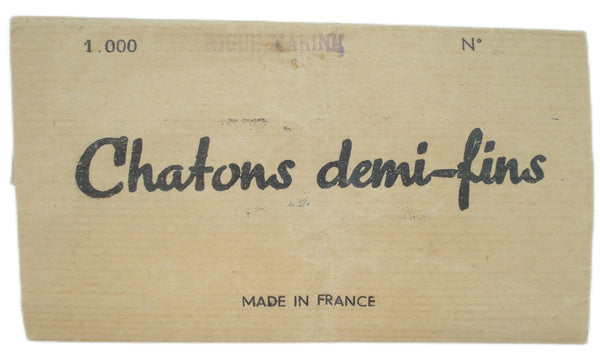 1.000 AIGUE-MARINE N°
Chatons demi-fins
MADE IN FRANCE